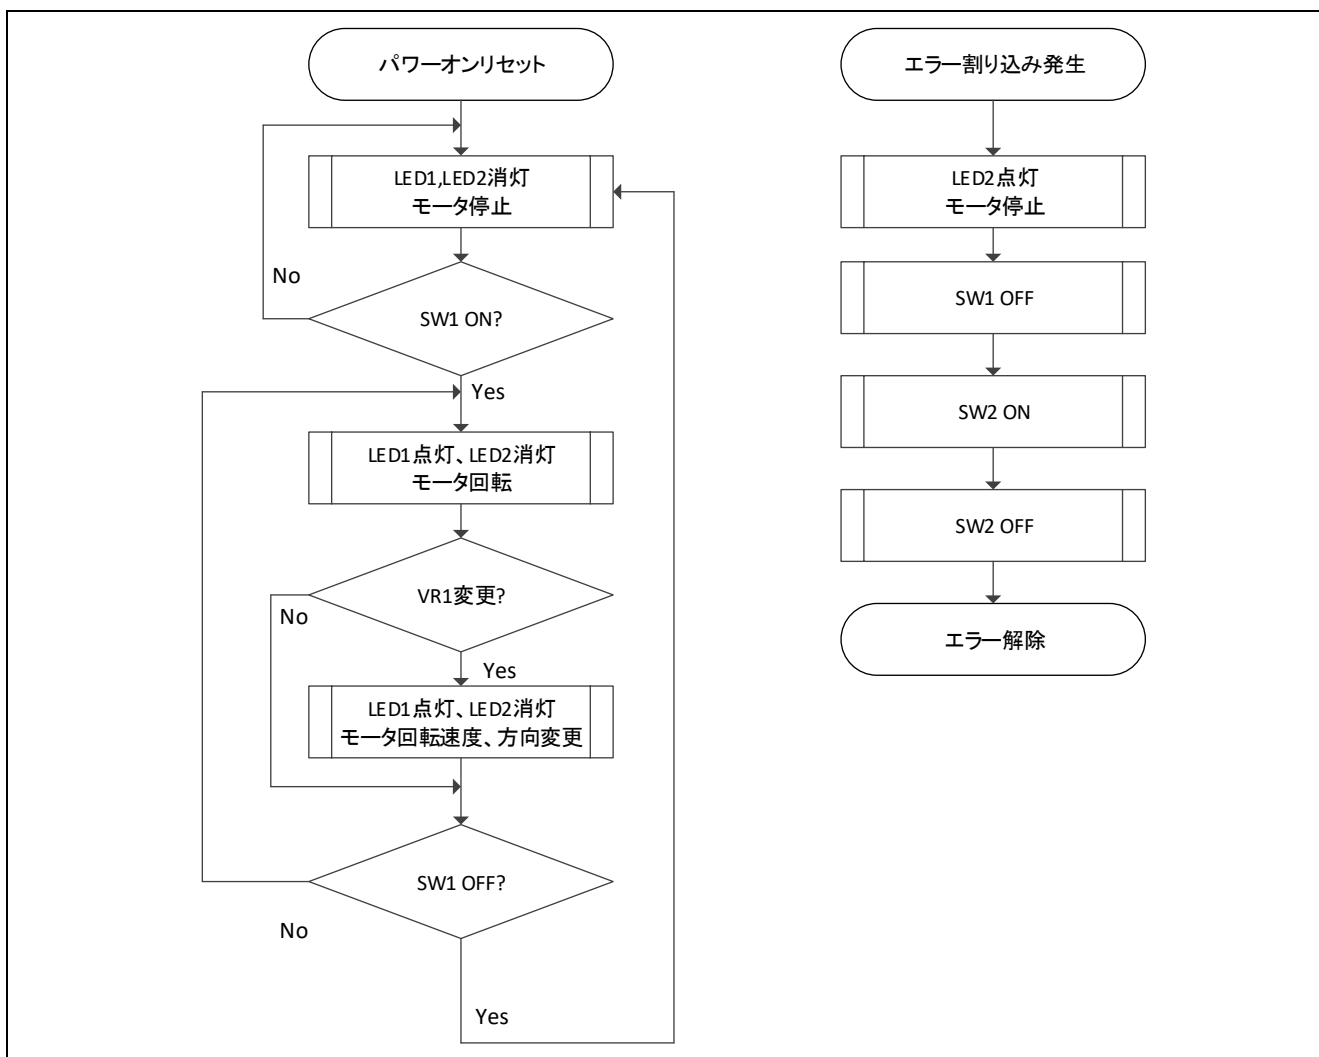 パワーオンリセット
LED1,LED2消灯
モータ停止
No
SW1 ON?
Yes
LED1点灯、LED2消灯
モータ回転
VR1変更?
No
Yes
LED1点灯、LED2消灯
モータ回転速度、方向変更
SW1 OFF?
No
Yes
エラー割り込み発生
LED2点灯
モータ停止
SW1 OFF
SW2 ON
SW2 OFF
エラー解除